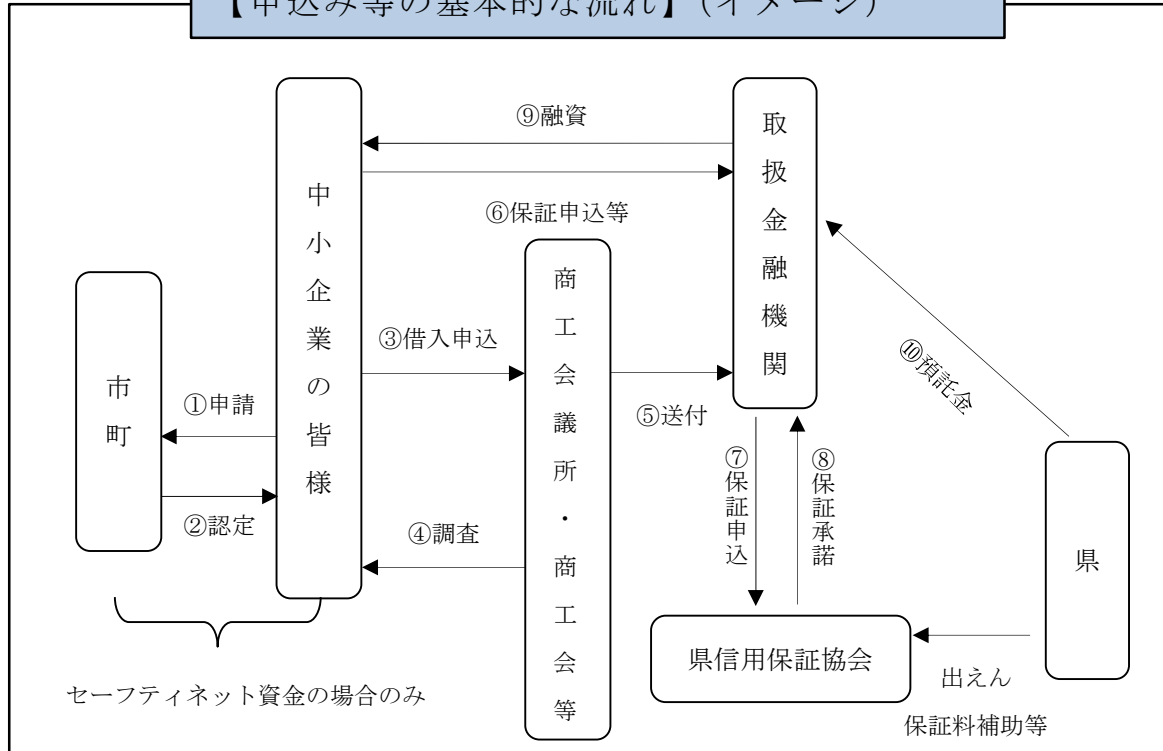 【申込み等の基本的な流れ】(イメージ)
⑨融資
取扱金融機関
中小企業の皆様
⑥保証申込等
商工会議所・商工会等
③借入申込
市町
①申請
⑤送付
⑩預託金
②認定
④調査
⑦保証申込
⑧保証承諾
県
県信用保証協会
出えん
保証料補助等
セーフティネット資金の場合のみ